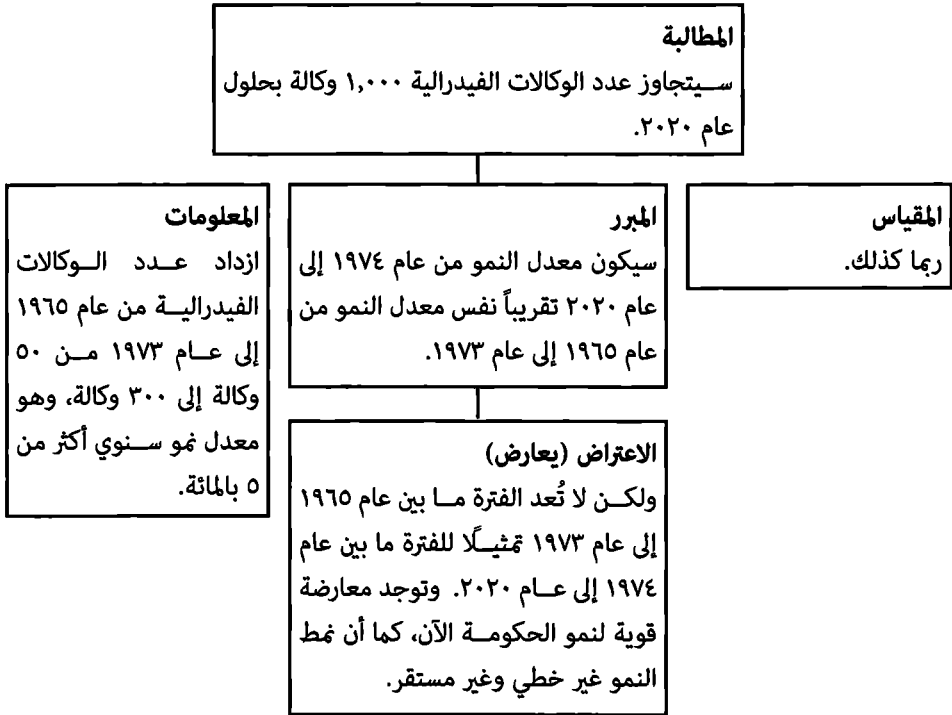 المطالبة
سيتجاوز عدد الوكالات الفيدرالية ١,٠٠٠ وكالة بحلول
عام ٢٠٢٠.
المقياس
ربما كذلك.
المبرر
سيكون معدل النمو من عام ١٩٧٤ إلى
عام ٢٠٢٠ تقريباً نفس معدل النمو من
عام ١٩٦٥ إلى عام ١٩٧٣.
المعلومات
ازداد عدد الوكالات
الفيدرالية من عام ١٩٦٥
إلى عام ١٩٧٣ من ٥٠
وكالة إلى ٣٠٠ وكالة، وهو
معدل نمو سنوي أكثر من
٥ بالمائة.
الاعتراض (يعارض)
ولكن لا تُعد الفترة ما بين عام ١٩٦٥
إلى عام ١٩٧٣ تمثيلًا للفترة ما بين عام
١٩٧٤ إلى عام ٢٠٢٠. وتوجد معارضة
قوية لنمو الحكومة الآن، كما أن نمط
النمو غير خطي وغير مستقر.